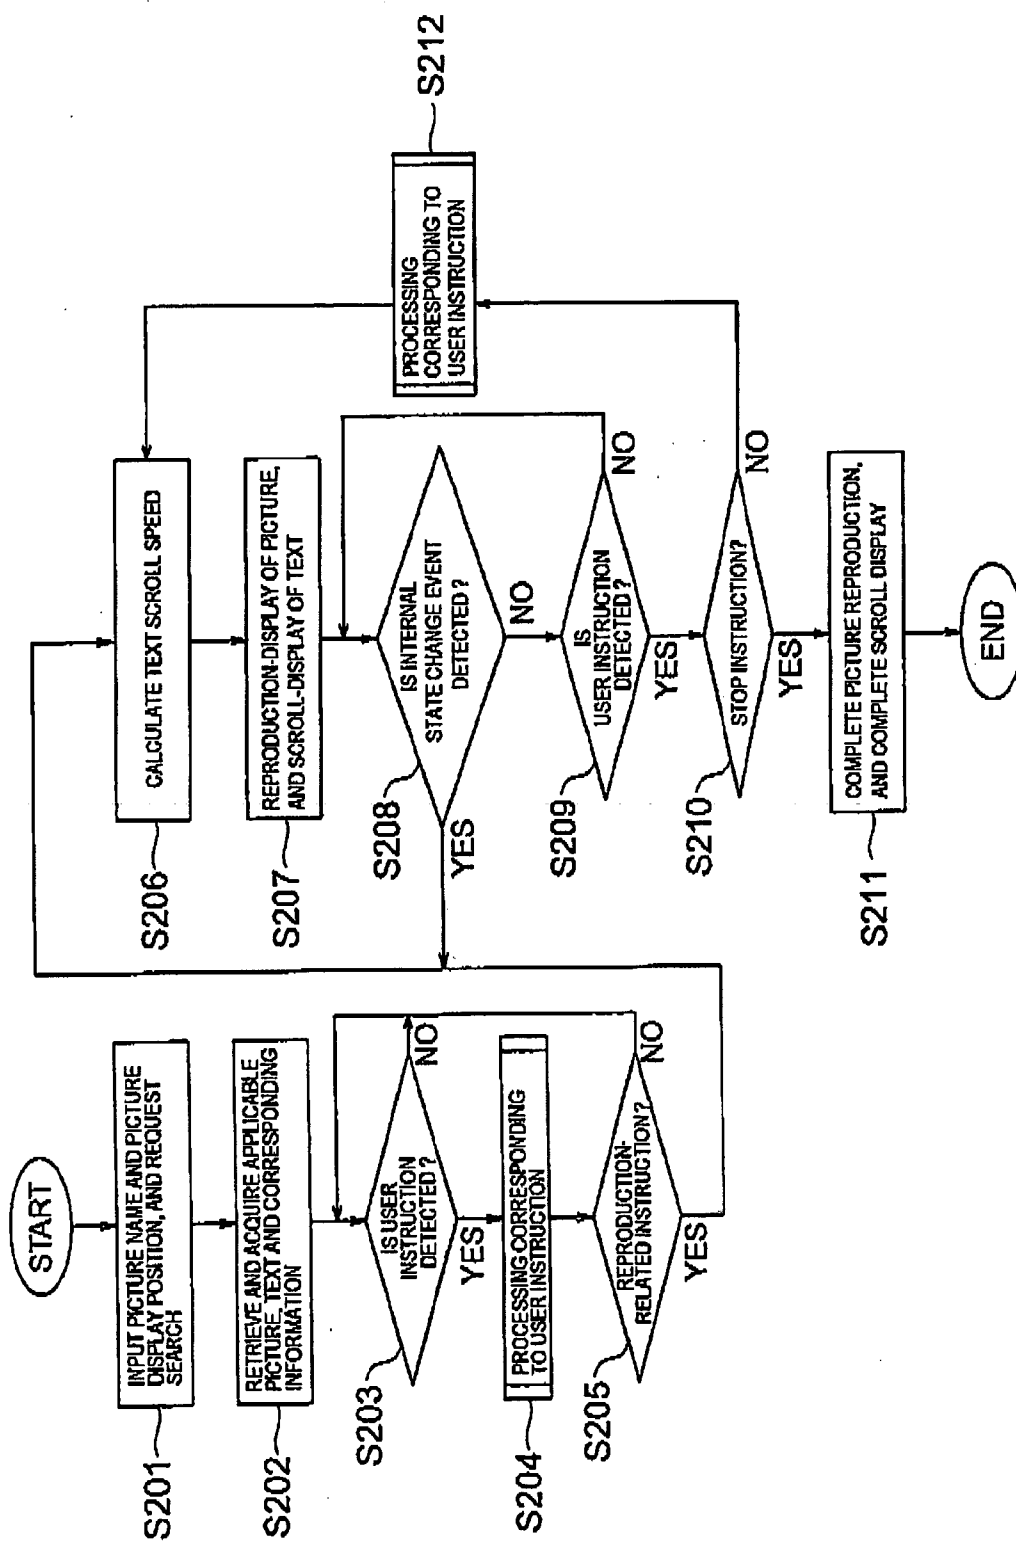 START
INPUT PICTURE NAME AND PICTURE
DISPLAY POSITION, AND REQUEST
SEARCH
S201
RETRIEVE AND ACQUIRE APPLICABLE
PICTURE, TEXT AND CORRESPONDING
INFORMATION
S202
IS USER
INSTRUCTION
DETECTED?
S203
NO
YES
PROCESSING CORRESPONDING
TO USER INSTRUCTION
S204
REPRODUCTION-
RELATED INSTRUCTION?
S205
NO
YES
CALCULATE TEXT SCROLL SPEED
S206
REPRODUCTION-DISPLAY OF PICTURE,
AND SCROLL-DISPLAY OF TEXT
S207
IS INTERNAL
STATE CHANGE EVENT
DETECTED?
S208
YES
NO
IS
USER INSTRUCTION
DETECTED?
S209
NO
YES
STOP INSTRUCTION?
S210
NO
YES
COMPLETE PICTURE REPRODUCTION,
AND COMPLETE SCROLL DISPLAY
S211
END
PROCESSING
CORRESPONDING TO
USER INSTRUCTION
S212